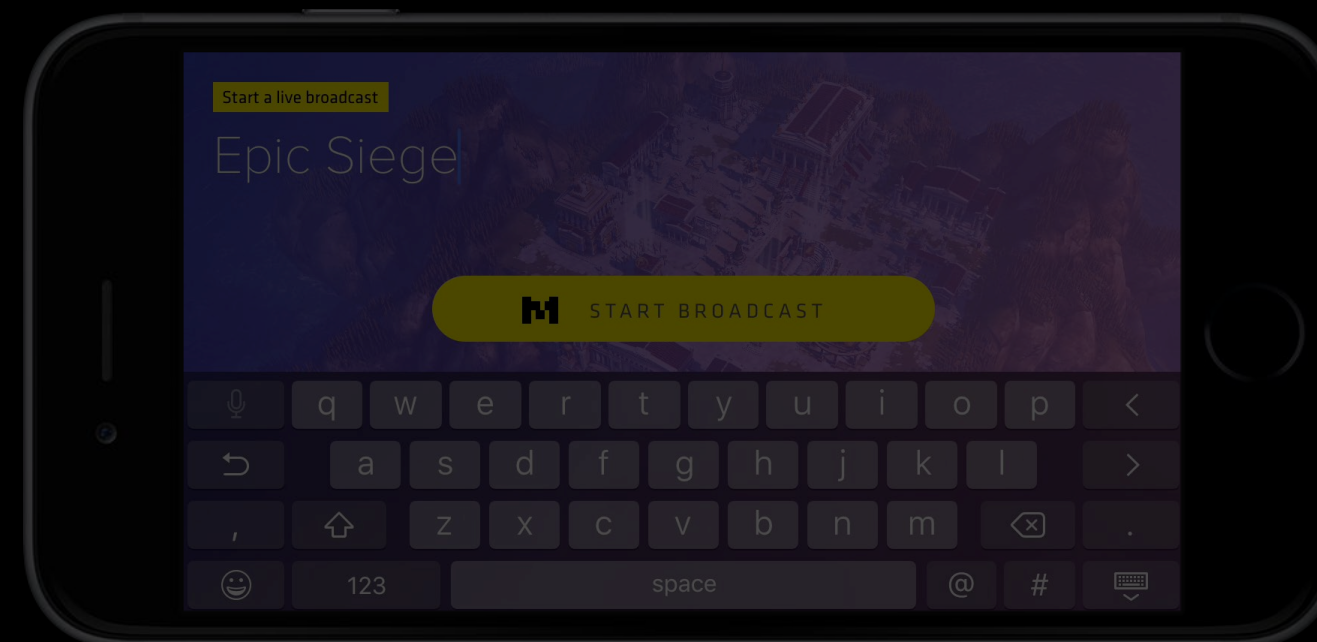 Start a live broadcast
Epic Siege
START BROADCAST
q w e r t y u i o p
a s d f g h j k l
, z x c v b n m .
123 space @ #